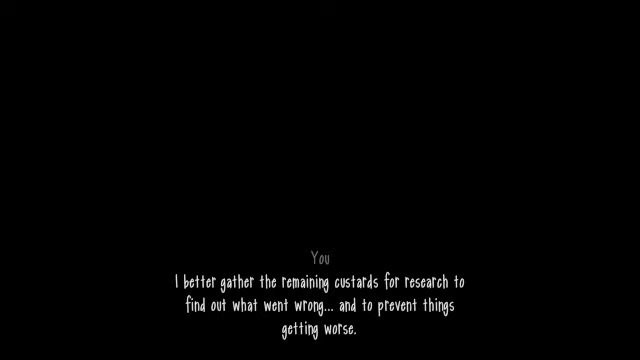 You
I better gather the remaining custards for research to
find out what went wrong... and to prevent things
getting worse.